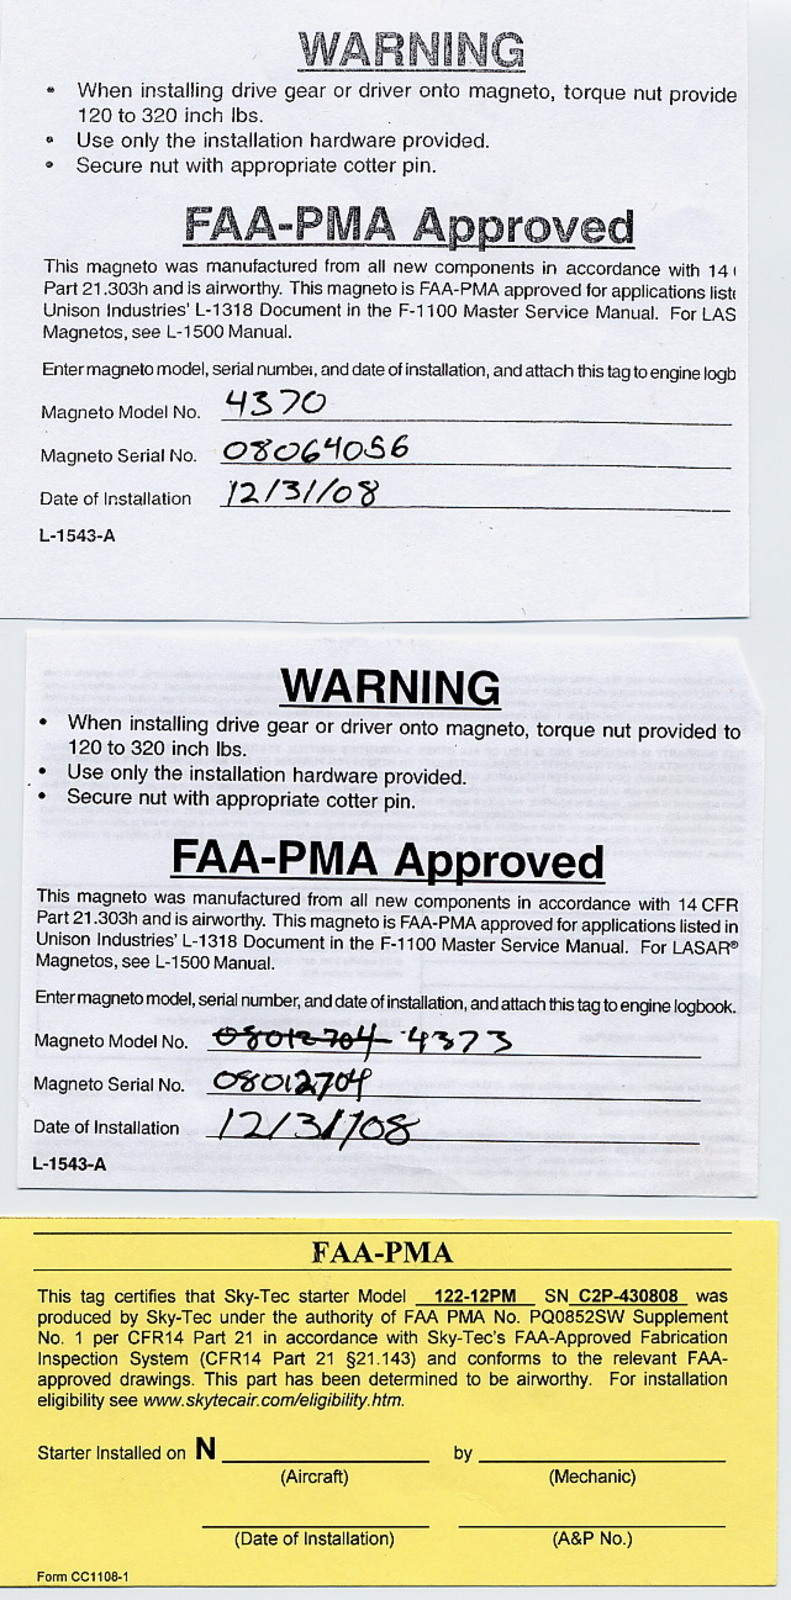 WARNING
• When installing drive gear or driver onto magneto, torque nut provide
120 to 320 inch lbs.
• Use only the installation hardware provided.
• Secure nut with appropriate cotter pin.
FAA-PMA Approved
This magneto was manufactured from all new components in accordance with 14
Part 21.303h and is airworthy. This magneto is FAA-PMA approved for applications liste
Unison Industries' L-1318 Document in the F-1100 Master Service Manual. For LAS
Magnetos, see L-1500 Manual.
Enter magneto model, serial number, and date of installation, and attach this tag to engine logb
Magneto Model No. 4370
Magneto Serial No. 08064056
Date of Installation 12/31/08
L-1543-A
WARNING
• When installing drive gear or driver onto magneto, torque nut provided to
120 to 320 inch lbs.
• Use only the installation hardware provided.
• Secure nut with appropriate cotter pin.
FAA-PMA Approved
This magneto was manufactured from all new components in accordance with 14 CFR
Part 21.303h and is airworthy. This magneto is FAA-PMA approved for applications listed in
Unison Industries' L-1318 Document in the F-1100 Master Service Manual. For LASAR®
Magnetos, see L-1500 Manual.
Enter magneto model, serial number, and date of installation, and attach this tag to engine logbook.
Magneto Model No. 08012704 4373
Magneto Serial No. 08012704
Date of Installation 12/31/08
L-1543-A
FAA-PMA
This tag certifies that Sky-Tec starter Model 122-12PM SN C2P-430808 was
produced by Sky-Tec under the authority of FAA PMA No. PQ0852SW Supplement
No. 1 per CFR14 Part 21 in accordance with Sky-Tec's FAA-Approved Fabrication
Inspection System (CFR14 Part 21 §21.143) and conforms to the relevant FAA-
approved drawings. This part has been determined to be airworthy. For installation
eligibility see www.skytecair.com/eligibility.htm.
Starter Installed on N by
(Aircraft) (Mechanic)
(Date of Installation) (A&P No.)
Form CC1108-1